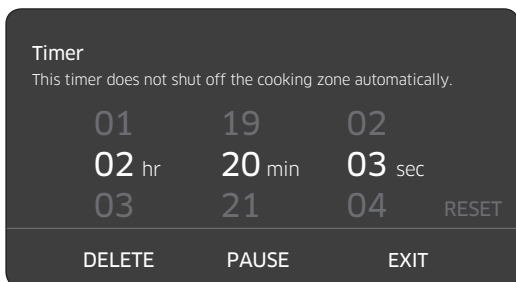 Timer
This timer does not shut off the cooking zone automatically.
01 19 02
02 hr 20 min 03 sec
03 21 04 RESET
DELETE PAUSE EXIT